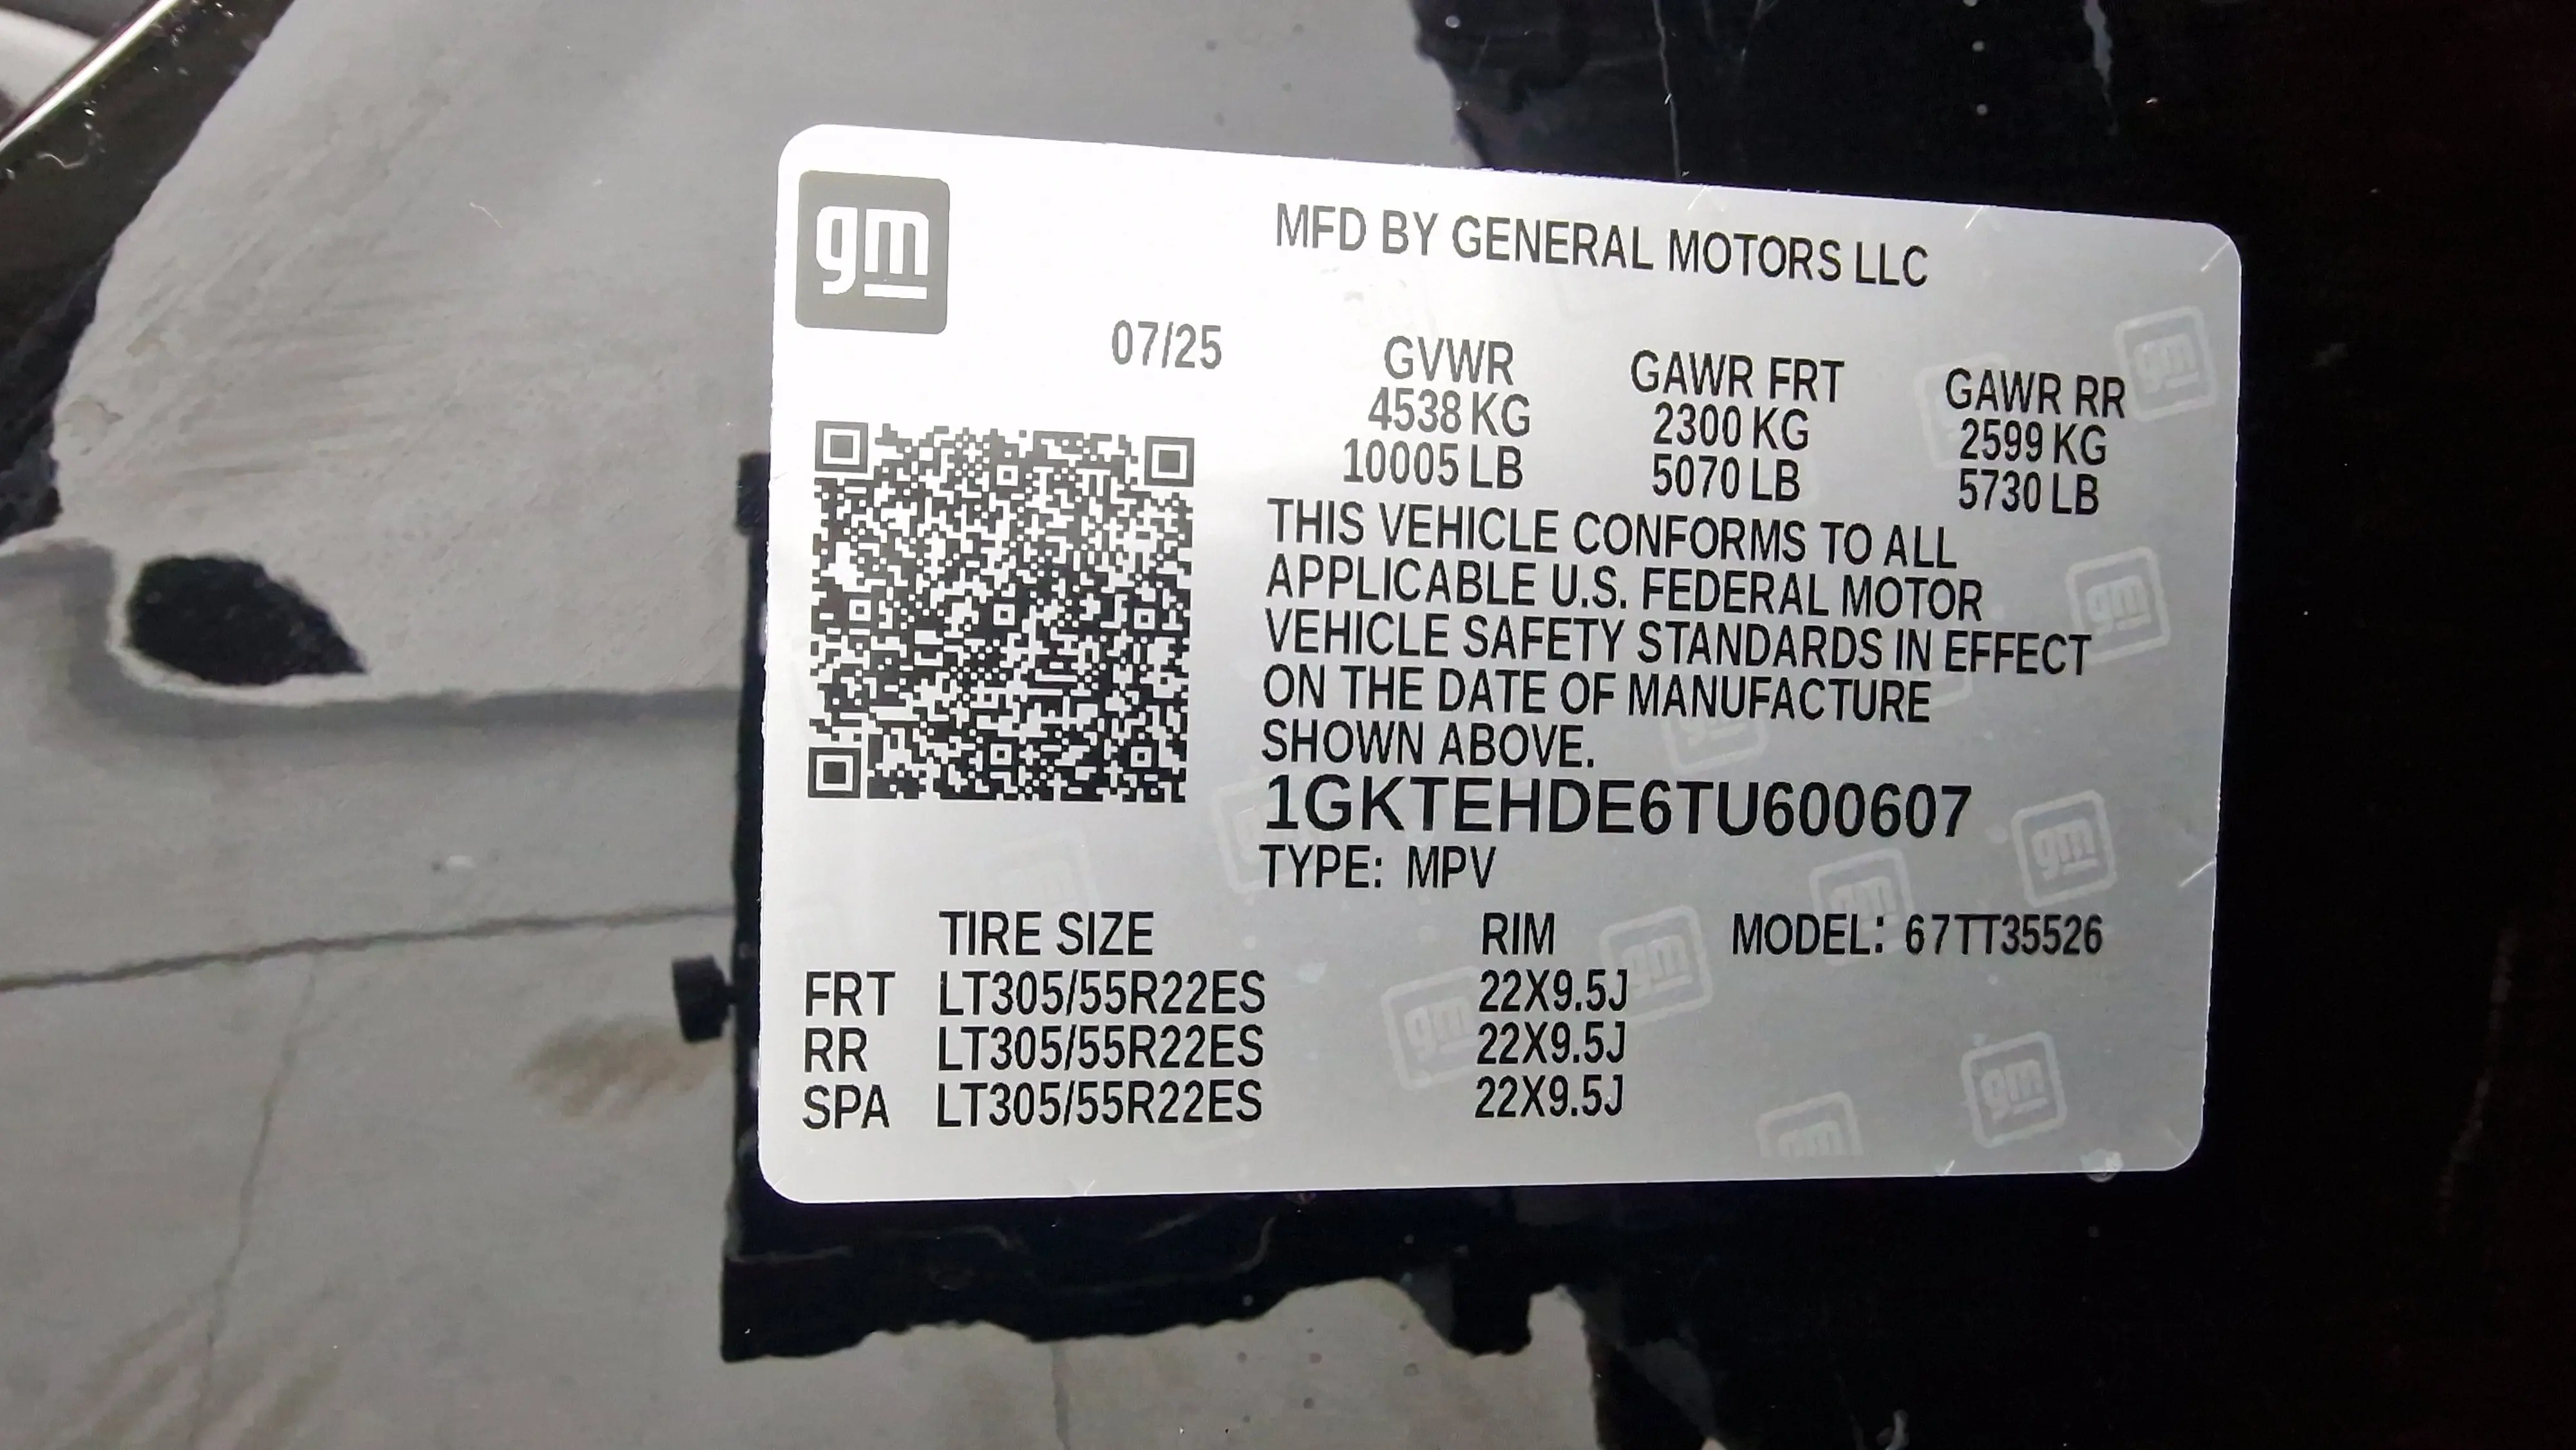 gm
MFD BY GENERAL MOTORS LLC
07/25
GVWR GAWR FRT GAWR RR
4538 KG 2300 KG 2599 KG
10005 LB 5070 LB 5730 LB
THIS VEHICLE CONFORMS TO ALL
APPLICABLE U.S. FEDERAL MOTOR
VEHICLE SAFETY STANDARDS IN EFFECT
ON THE DATE OF MANUFACTURE
SHOWN ABOVE.
1GKTEHDE6TU600607
TYPE: MPV
TIRE SIZE RIM MODEL: 67TT35526
FRT LT305/55R22ES 22X9.5J
RR LT305/55R22ES 22X9.5J
SPA LT305/55R22ES 22X9.5J